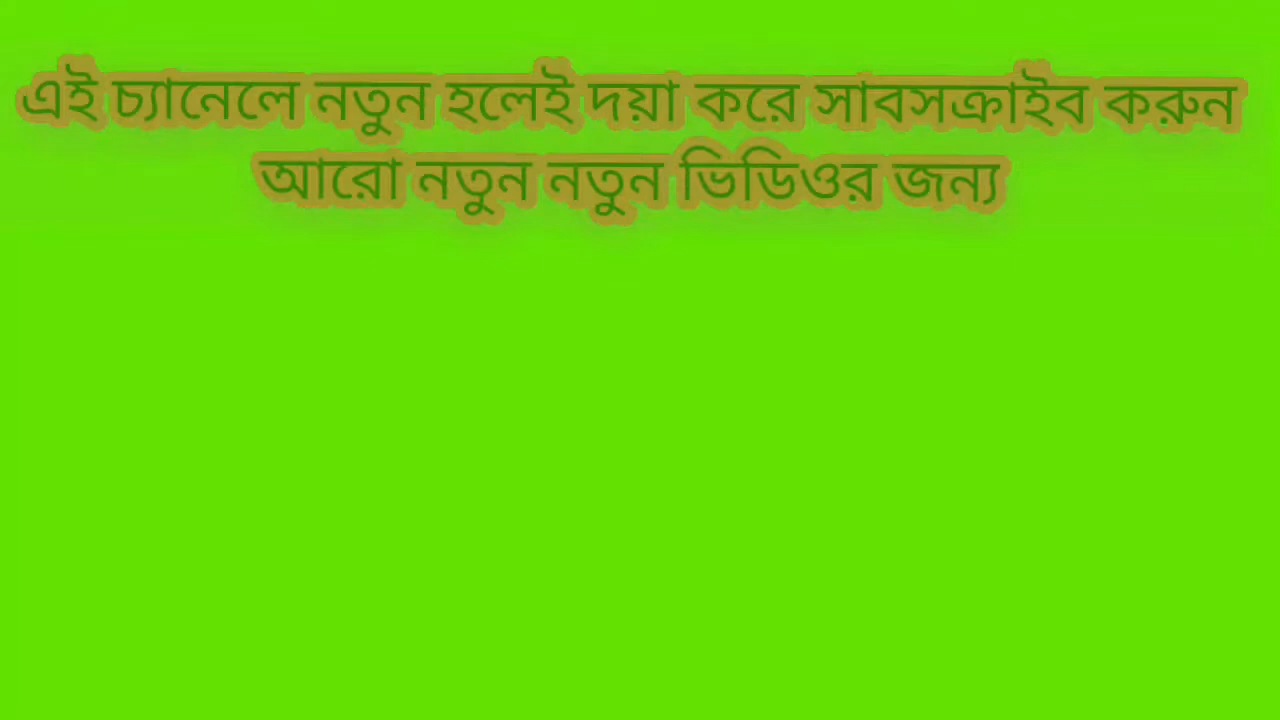 এই চ্যানেলে নতুন হলেই দয়া করে সাবসক্রাইব করুন
আরো নতুন নতুন ভিডিওর জন্য